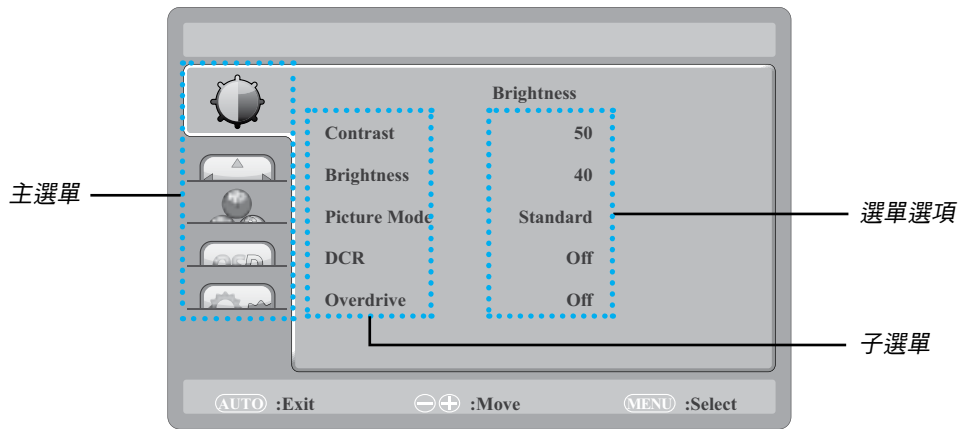 Brightness
Contrast 50
Brightness 40
主選單
Picture Mode Standard
選單選項
DCR Off
OSD
Overdrive Off
子選單
AUTO :Exit
:Move
MENU :Select